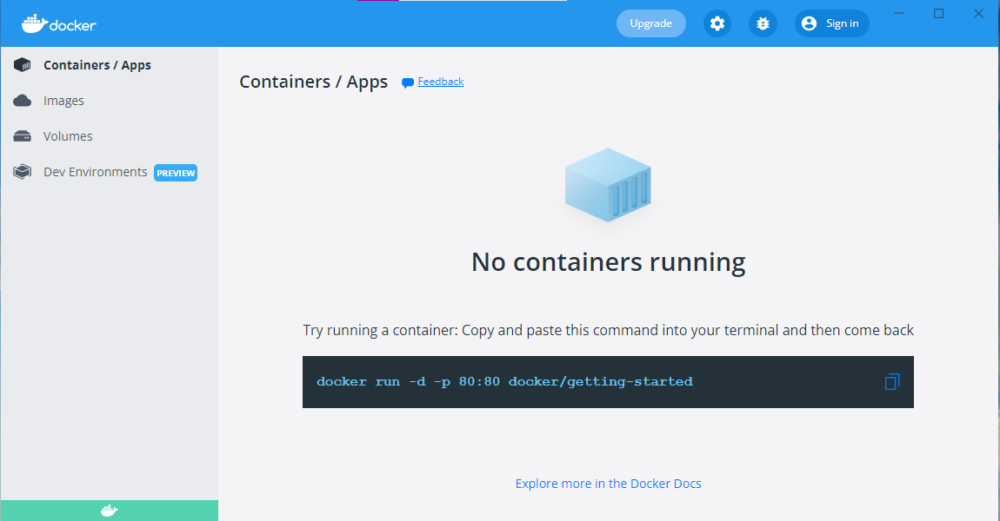 docker
Upgrade
Sign in
Containers / Apps
Images
Volumes
Dev Environments PREVIEW
Containers / Apps Feedback
No containers running
Try running a container: Copy and paste this command into your terminal and then come back
docker run -d -p 80:80 docker/getting-started
Explore more in the Docker Docs